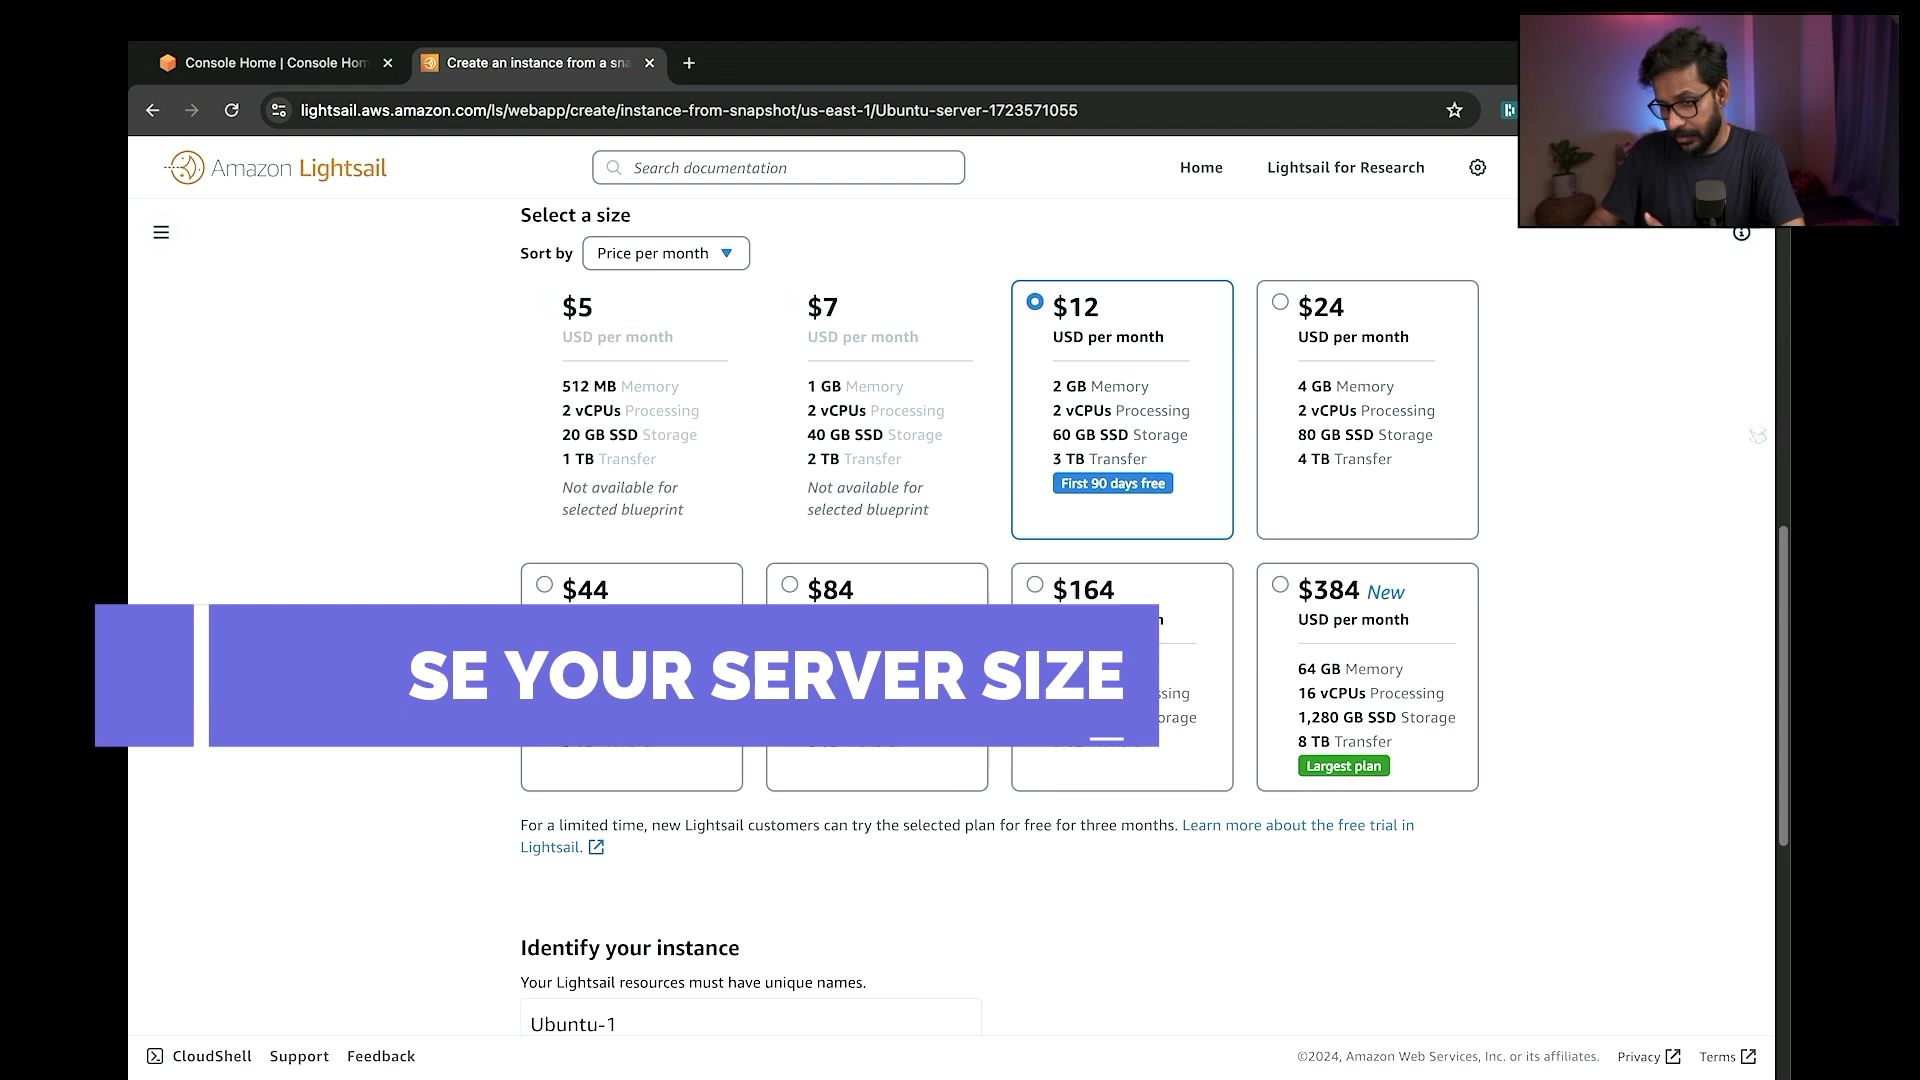 Console Home | Console Hom
Create an instance from a sna
lightsail.aws.amazon.com/ls/webapp/create/instance-from-snapshot/us-east-1/Ubuntu-server-1723571055
Amazon Lightsail
Search documentation
Home
Lightsail for Research
Select a size
Sort by
Price per month
$5
USD per month
512 MB Memory
2 vCPUs Processing
20 GB SSD Storage
1 TB Transfer
Not available for
selected blueprint
$7
USD per month
1 GB Memory
2 vCPUs Processing
40 GB SSD Storage
2 TB Transfer
Not available for
selected blueprint
$12
USD per month
2 GB Memory
2 vCPUs Processing
60 GB SSD Storage
3 TB Transfer
First 90 days free
$24
USD per month
4 GB Memory
2 vCPUs Processing
80 GB SSD Storage
4 TB Transfer
$44
$84
$164
$384 New
USD per month
64 GB Memory
16 vCPUs Processing
1,280 GB SSD Storage
8 TB Transfer
Largest plan
SE YOUR SERVER SIZE
For a limited time, new Lightsail customers can try the selected plan for free for three months. Learn more about the free trial in
Lightsail.
Identify your instance
Your Lightsail resources must have unique names.
Ubuntu-1
CloudShell
Support
Feedback
©2024, Amazon Web Services, Inc. or its affiliates.
Privacy
Terms